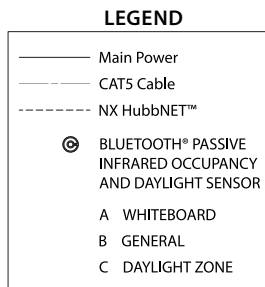 LEGEND
Main Power
CAT5 Cable
NX HubbNET™
BLUETOOTH® PASSIVE
INFRARED OCCUPANCY
AND DAYLIGHT SENSOR
A WHITEBOARD
B GENERAL
C DAYLIGHT ZONE